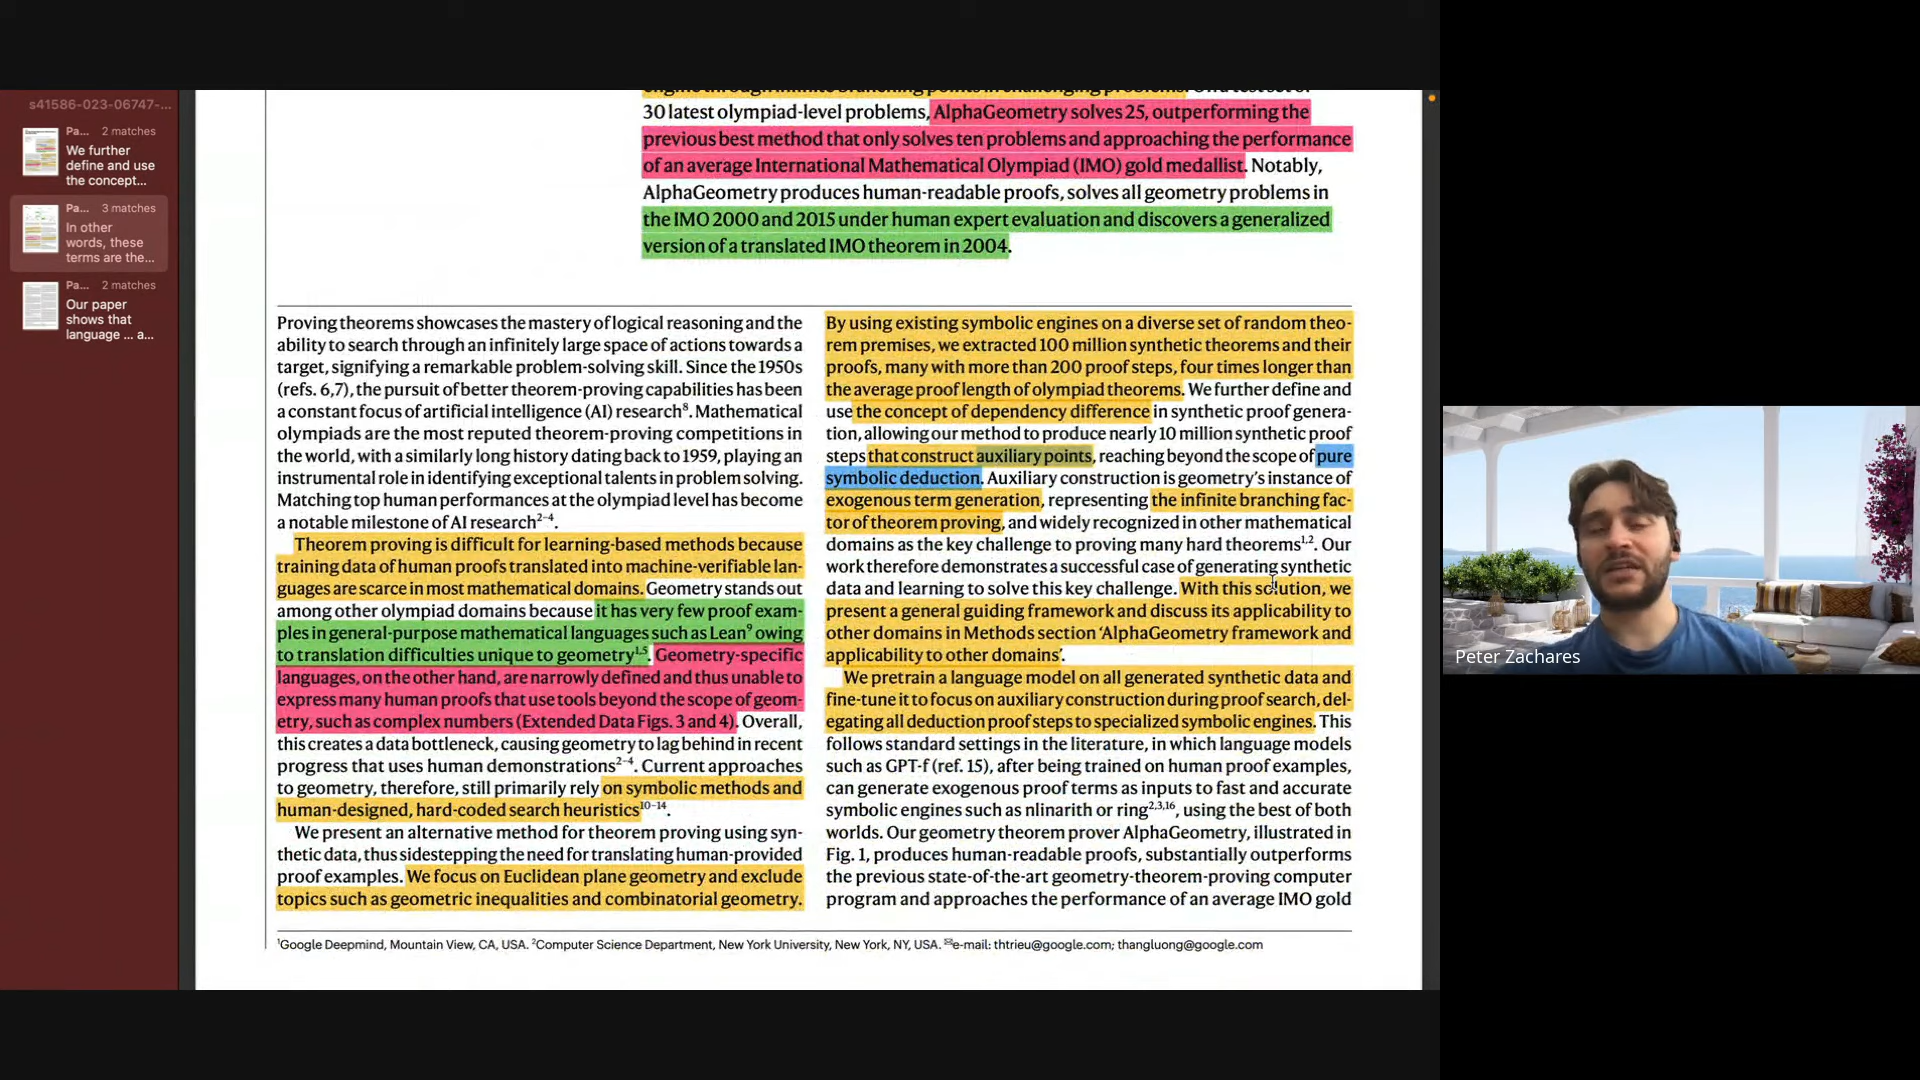 s41586-023-06747-...
Pa... 2 matches
We further
define and use
the concept...
Pa... 3 matches
In other
words, these
terms are the...
Pa... 2 matches
Our paper
shows that
language ... a...
30 latest olympiad-level problems, AlphaGeometry solves 25, outperforming the
previous best method that only solves ten problems and approaching the performance
of an average International Mathematical Olympiad (IMO) gold medallist. Notably,
AlphaGeometry produces human-readable proofs, solves all geometry problems in
the IMO 2000 and 2015 under human expert evaluation and discovers a generalized
version of a translated IMO theorem in 2004.
Proving theorems showcases the mastery of logical reasoning and the
ability to search through an infinitely large space of actions towards a
target, signifying a remarkable problem-solving skill. Since the 1950s
(refs. 6,7), the pursuit of better theorem-proving capabilities has been
a constant focus of artificial intelligence (AI) research⁸. Mathematical
olympiads are the most reputed theorem-proving competitions in
the world, with a similarly long history dating back to 1959, playing an
instrumental role in identifying exceptional talents in problem solving.
Matching top human performances at the olympiad level has become
a notable milestone of AI research²⁻⁴.
Theorem proving is difficult for learning-based methods because
training data of human proofs translated into machine-verifiable lan-
guages are scarce in most mathematical domains. Geometry stands out
among other olympiad domains because it has very few proof exam-
ples in general-purpose mathematical languages such as Lean⁹ owing
to translation difficulties unique to geometry¹,⁵. Geometry-specific
languages, on the other hand, are narrowly defined and thus unable to
express many human proofs that use tools beyond the scope of geom-
etry, such as complex numbers (Extended Data Figs. 3 and 4). Overall,
this creates a data bottleneck, causing geometry to lag behind in recent
progress that uses human demonstrations²⁻⁴. Current approaches
to geometry, therefore, still primarily rely on symbolic methods and
human-designed, hard-coded search heuristics¹⁰⁻¹⁴.
We present an alternative method for theorem proving using syn-
thetic data, thus sidestepping the need for translating human-provided
proof examples. We focus on Euclidean plane geometry and exclude
topics such as geometric inequalities and combinatorial geometry.
By using existing symbolic engines on a diverse set of random theo-
rem premises, we extracted 100 million synthetic theorems and their
proofs, many with more than 200 proof steps, four times longer than
the average proof length of olympiad theorems. We further define and
use the concept of dependency difference in synthetic proof genera-
tion, allowing our method to produce nearly 10 million synthetic proof
steps that construct auxiliary points, reaching beyond the scope of pure
symbolic deduction. Auxiliary construction is geometry's instance of
exogenous term generation, representing the infinite branching fac-
tor of theorem proving, and widely recognized in other mathematical
domains as the key challenge to proving many hard theorems¹,². Our
work therefore demonstrates a successful case of generating synthetic
data and learning to solve this key challenge. With this solution, we
present a general guiding framework and discuss its applicability to
other domains in Methods section 'AlphaGeometry framework and
applicability to other domains'.
We pretrain a language model on all generated synthetic data and
fine-tune it to focus on auxiliary construction during proof search, del-
egating all deduction proof steps to specialized symbolic engines. This
follows standard settings in the literature, in which language models
such as GPT-f (ref. 15), after being trained on human proof examples,
can generate exogenous proof terms as inputs to fast and accurate
symbolic engines such as nlinarith or ring²,³,¹⁶, using the best of both
worlds. Our geometry theorem prover AlphaGeometry, illustrated in
Fig. 1, produces human-readable proofs, substantially outperforms
the previous state-of-the-art geometry-theorem-proving computer
program and approaches the performance of an average IMO gold
¹Google Deepmind, Mountain View, CA, USA. ²Computer Science Department, New York University, New York, NY, USA. ✉e-mail: thtrieu@google.com; thangluong@google.com
Peter Zachares